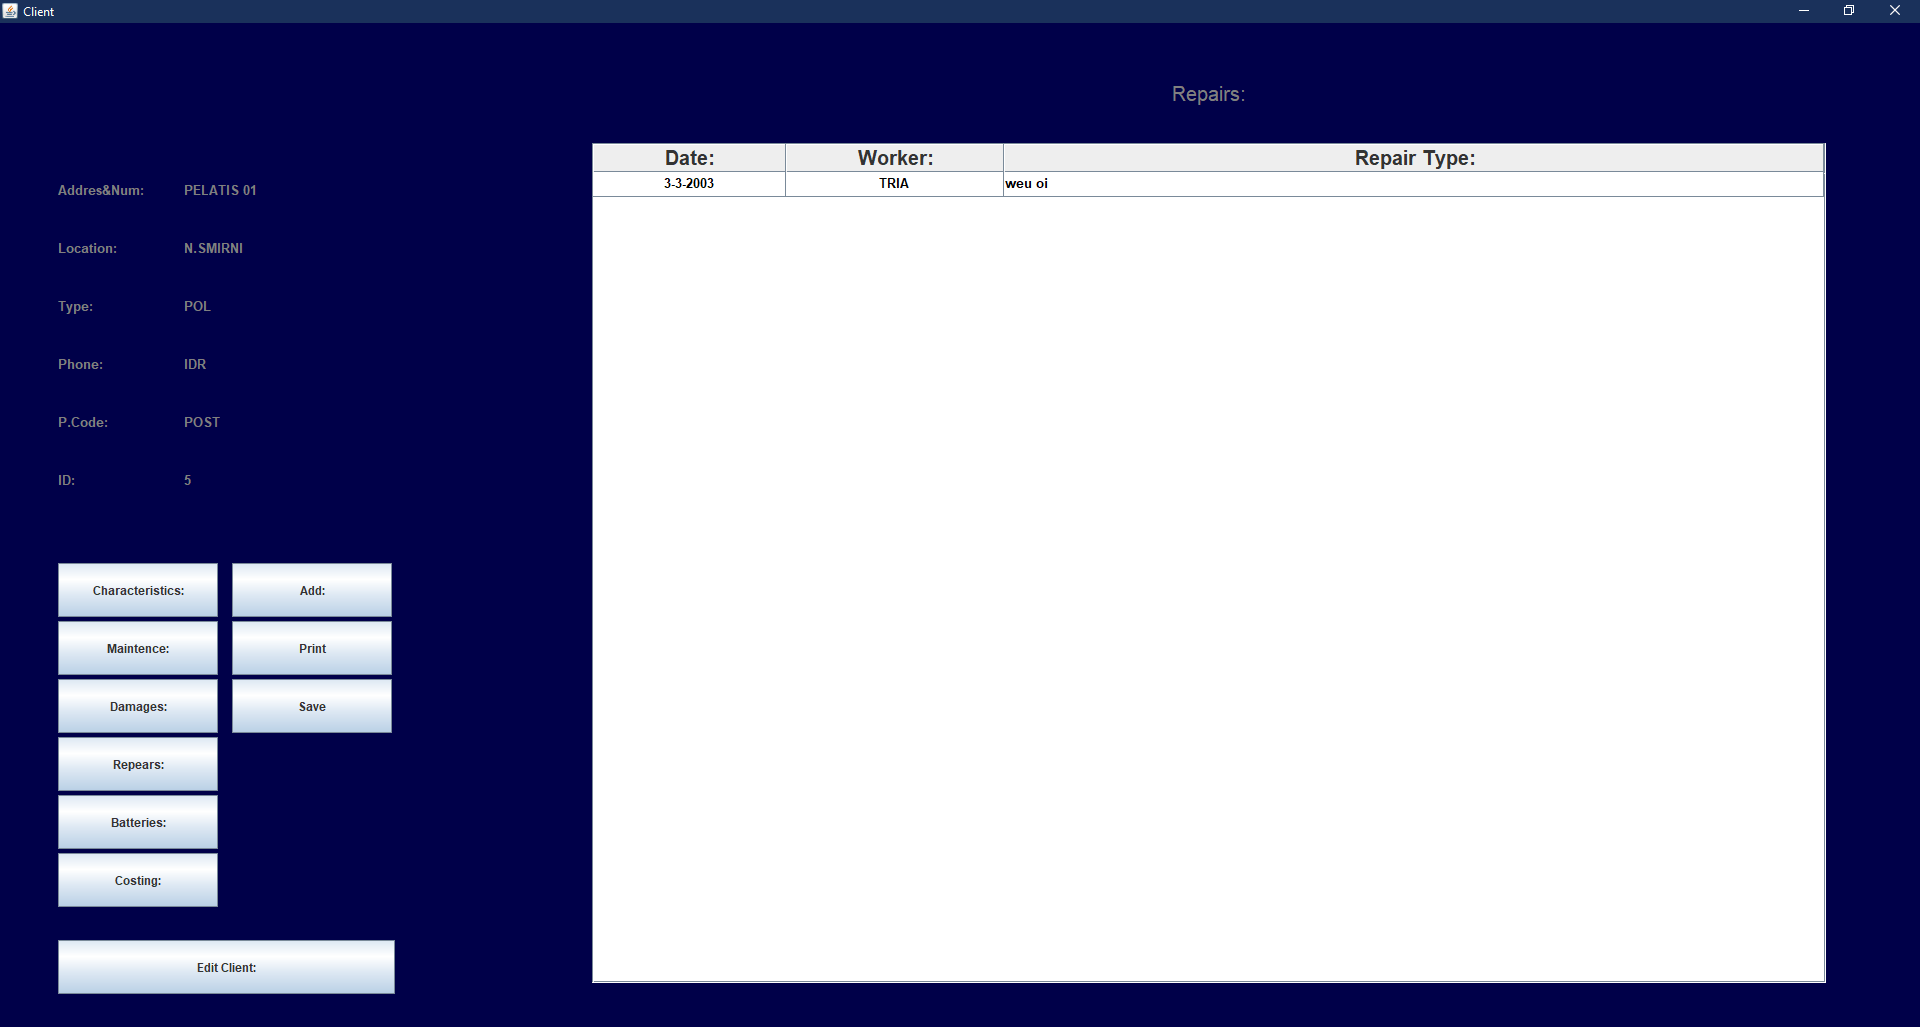 Client
Repairs:
Date: Worker: Repair Type:
3-3-2003 TRIA weu oi
Addres&Num: PELATIS 01
Location: N.SMIRNI
Type: POL
Phone: IDR
P.Code: POST
ID: 5
Characteristics: Add:
Maintence: Print
Damages: Save
Repears:
Batteries:
Costing:
Edit Client: